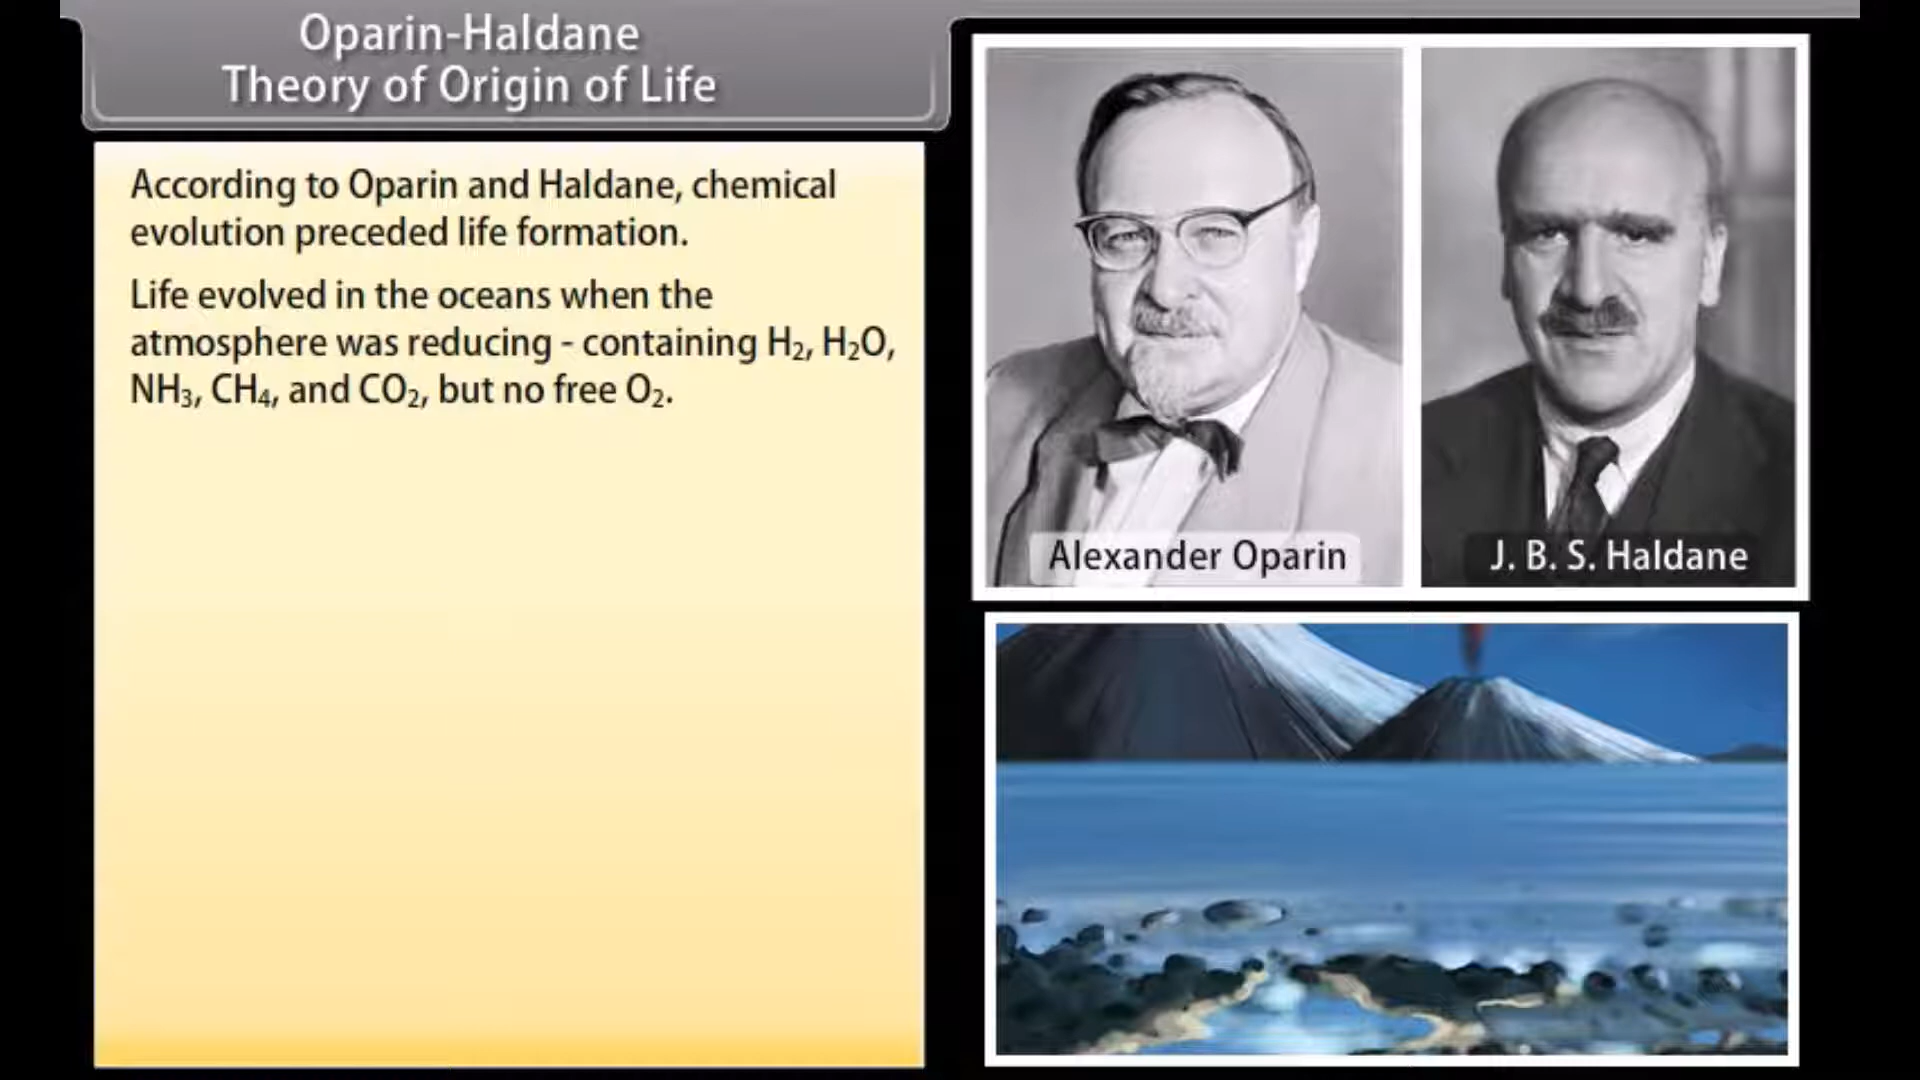 Oparin-Haldane
Theory of Origin of Life
According to Oparin and Haldane, chemical
evolution preceded life formation.
Life evolved in the oceans when the
atmosphere was reducing - containing H₂, H₂O,
NH₃, CH₄, and CO₂, but no free O₂.
Alexander Oparin
J. B. S. Haldane